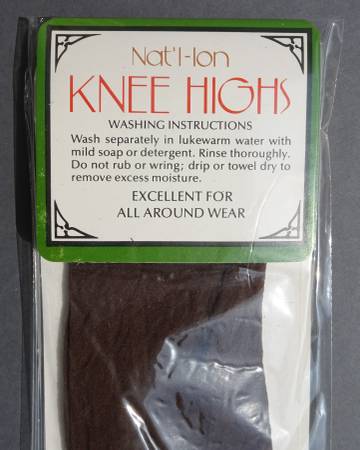 Nat'l-lon
KNEE HIGHS
WASHING INSTRUCTIONS
Wash separately in lukewarm water with
mild soap or detergent. Rinse thoroughly.
Do not rub or wring; drip or towel dry to
remove excess moisture.
EXCELLENT FOR
ALL AROUND WEAR